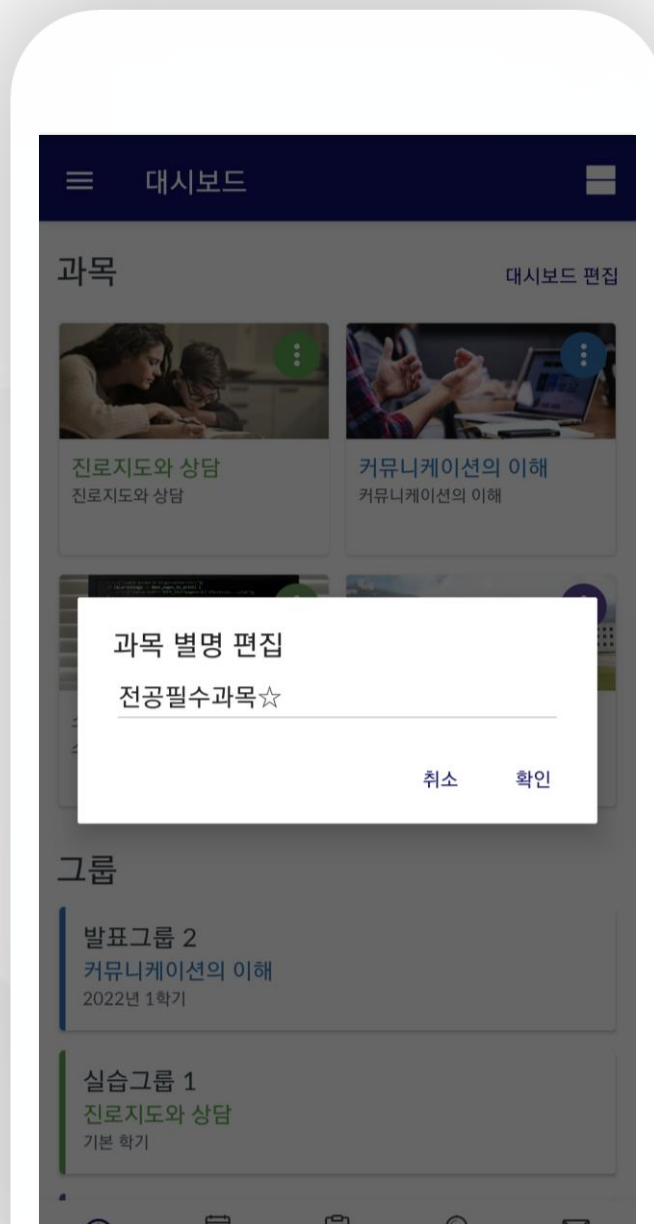 대시보드
과목
대시보드 편집
진로지도와 상담
진로지도와 상담
커뮤니케이션의 이해
커뮤니케이션의 이해
과목 별명 편집
전공필수과목☆
취소
확인
그룹
발표그룹 2
커뮤니케이션의 이해
2022년 1학기
실습그룹 1
진로지도와 상담
기본 학기